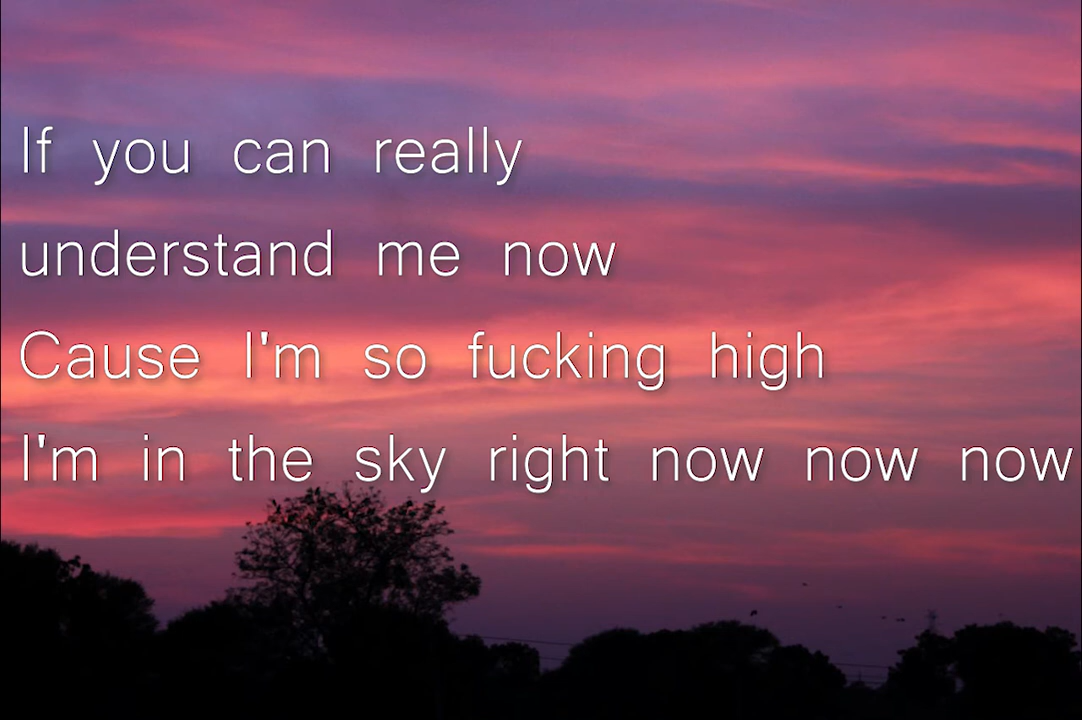 If you can really
understand me now
Cause I'm so fucking high
I'm in the sky right now now now